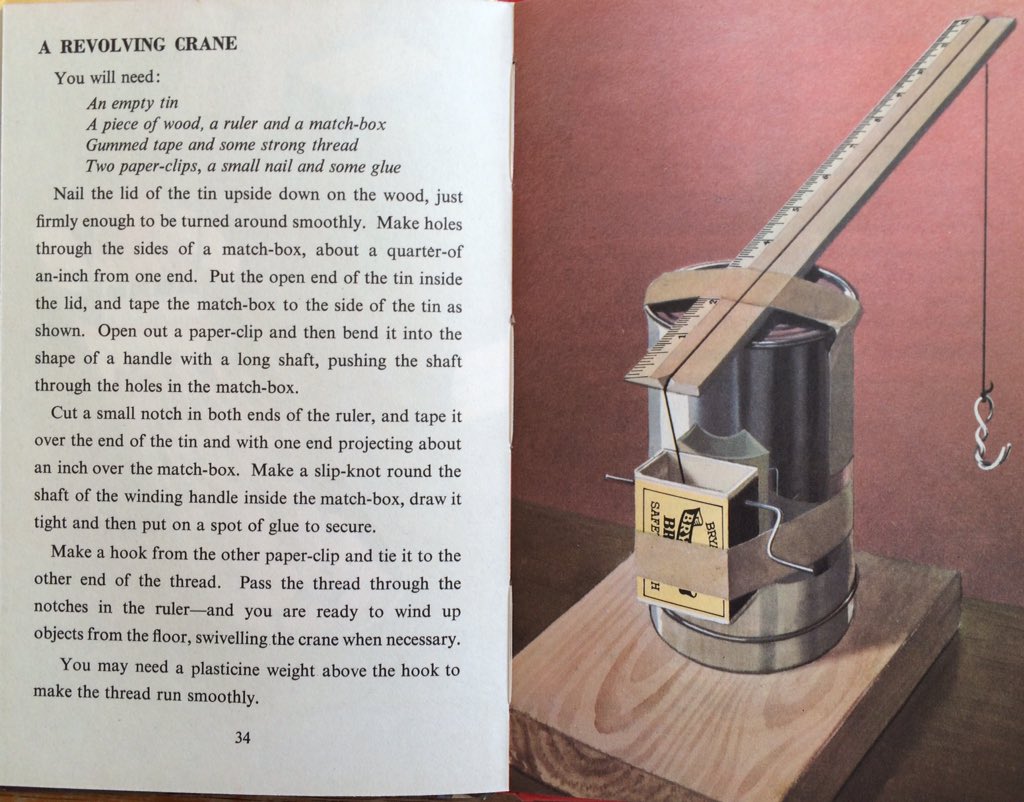 A REVOLVING CRANE
You will need:
An empty tin
A piece of wood, a ruler and a match-box
Gummed tape and some strong thread
Two paper-clips, a small nail and some glue
Nail the lid of the tin upside down on the wood, just
firmly enough to be turned around smoothly. Make holes
through the sides of a match-box, about a quarter-of
an-inch from one end. Put the open end of the tin inside
the lid, and tape the match-box to the side of the tin as
shown. Open out a paper-clip and then bend it into the
shape of a handle with a long shaft, pushing the shaft
through the holes in the match-box.
Cut a small notch in both ends of the ruler, and tape it
over the end of the tin and with one end projecting about
an inch over the match-box. Make a slip-knot round the
shaft of the winding handle inside the match-box, draw it
tight and then put on a spot of glue to secure.
Make a hook from the other paper-clip and tie it to the
other end of the thread. Pass the thread through the
notches in the ruler—and you are ready to wind up
objects from the floor, swivelling the crane when necessary.
You may need a plasticine weight above the hook to
make the thread run smoothly.
34
SAFE
BRY